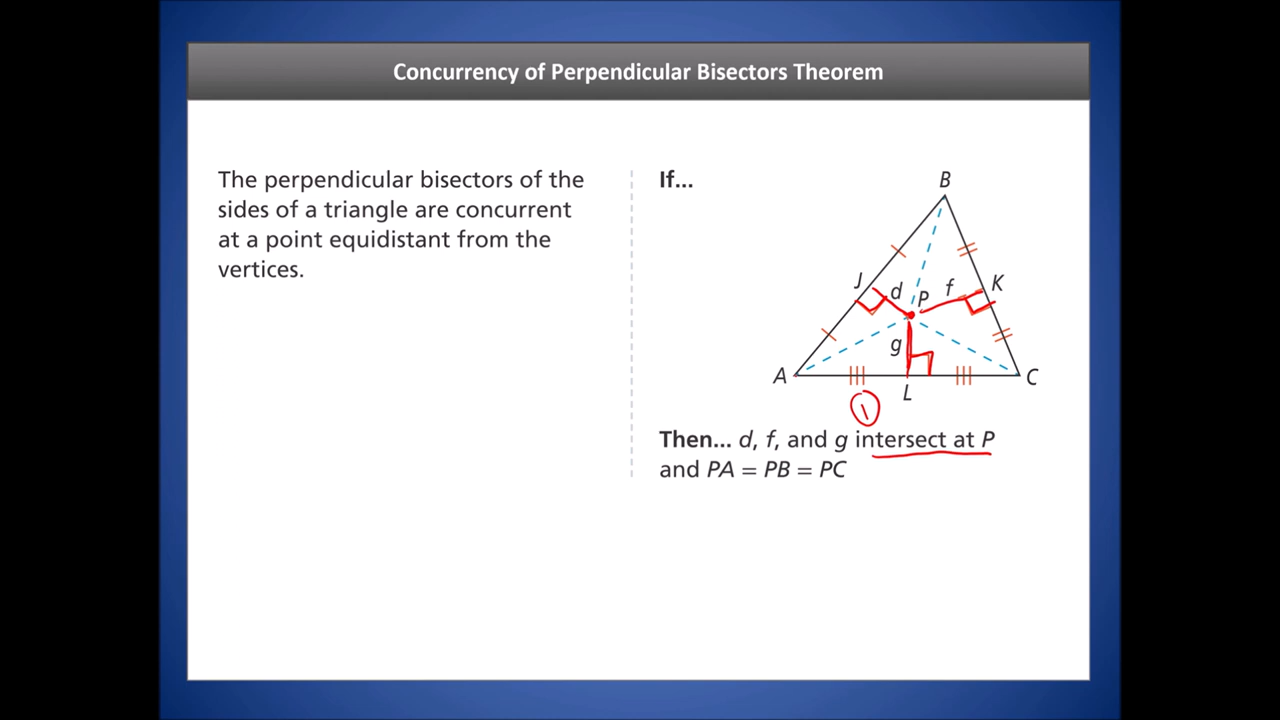 Concurrency of Perpendicular Bisectors Theorem
The perpendicular bisectors of the
sides of a triangle are concurrent
at a point equidistant from the
vertices.
If...
B
J
d
P
f
K
g
A
L
C
1
Then... d, f, and g intersect at P
and PA = PB = PC